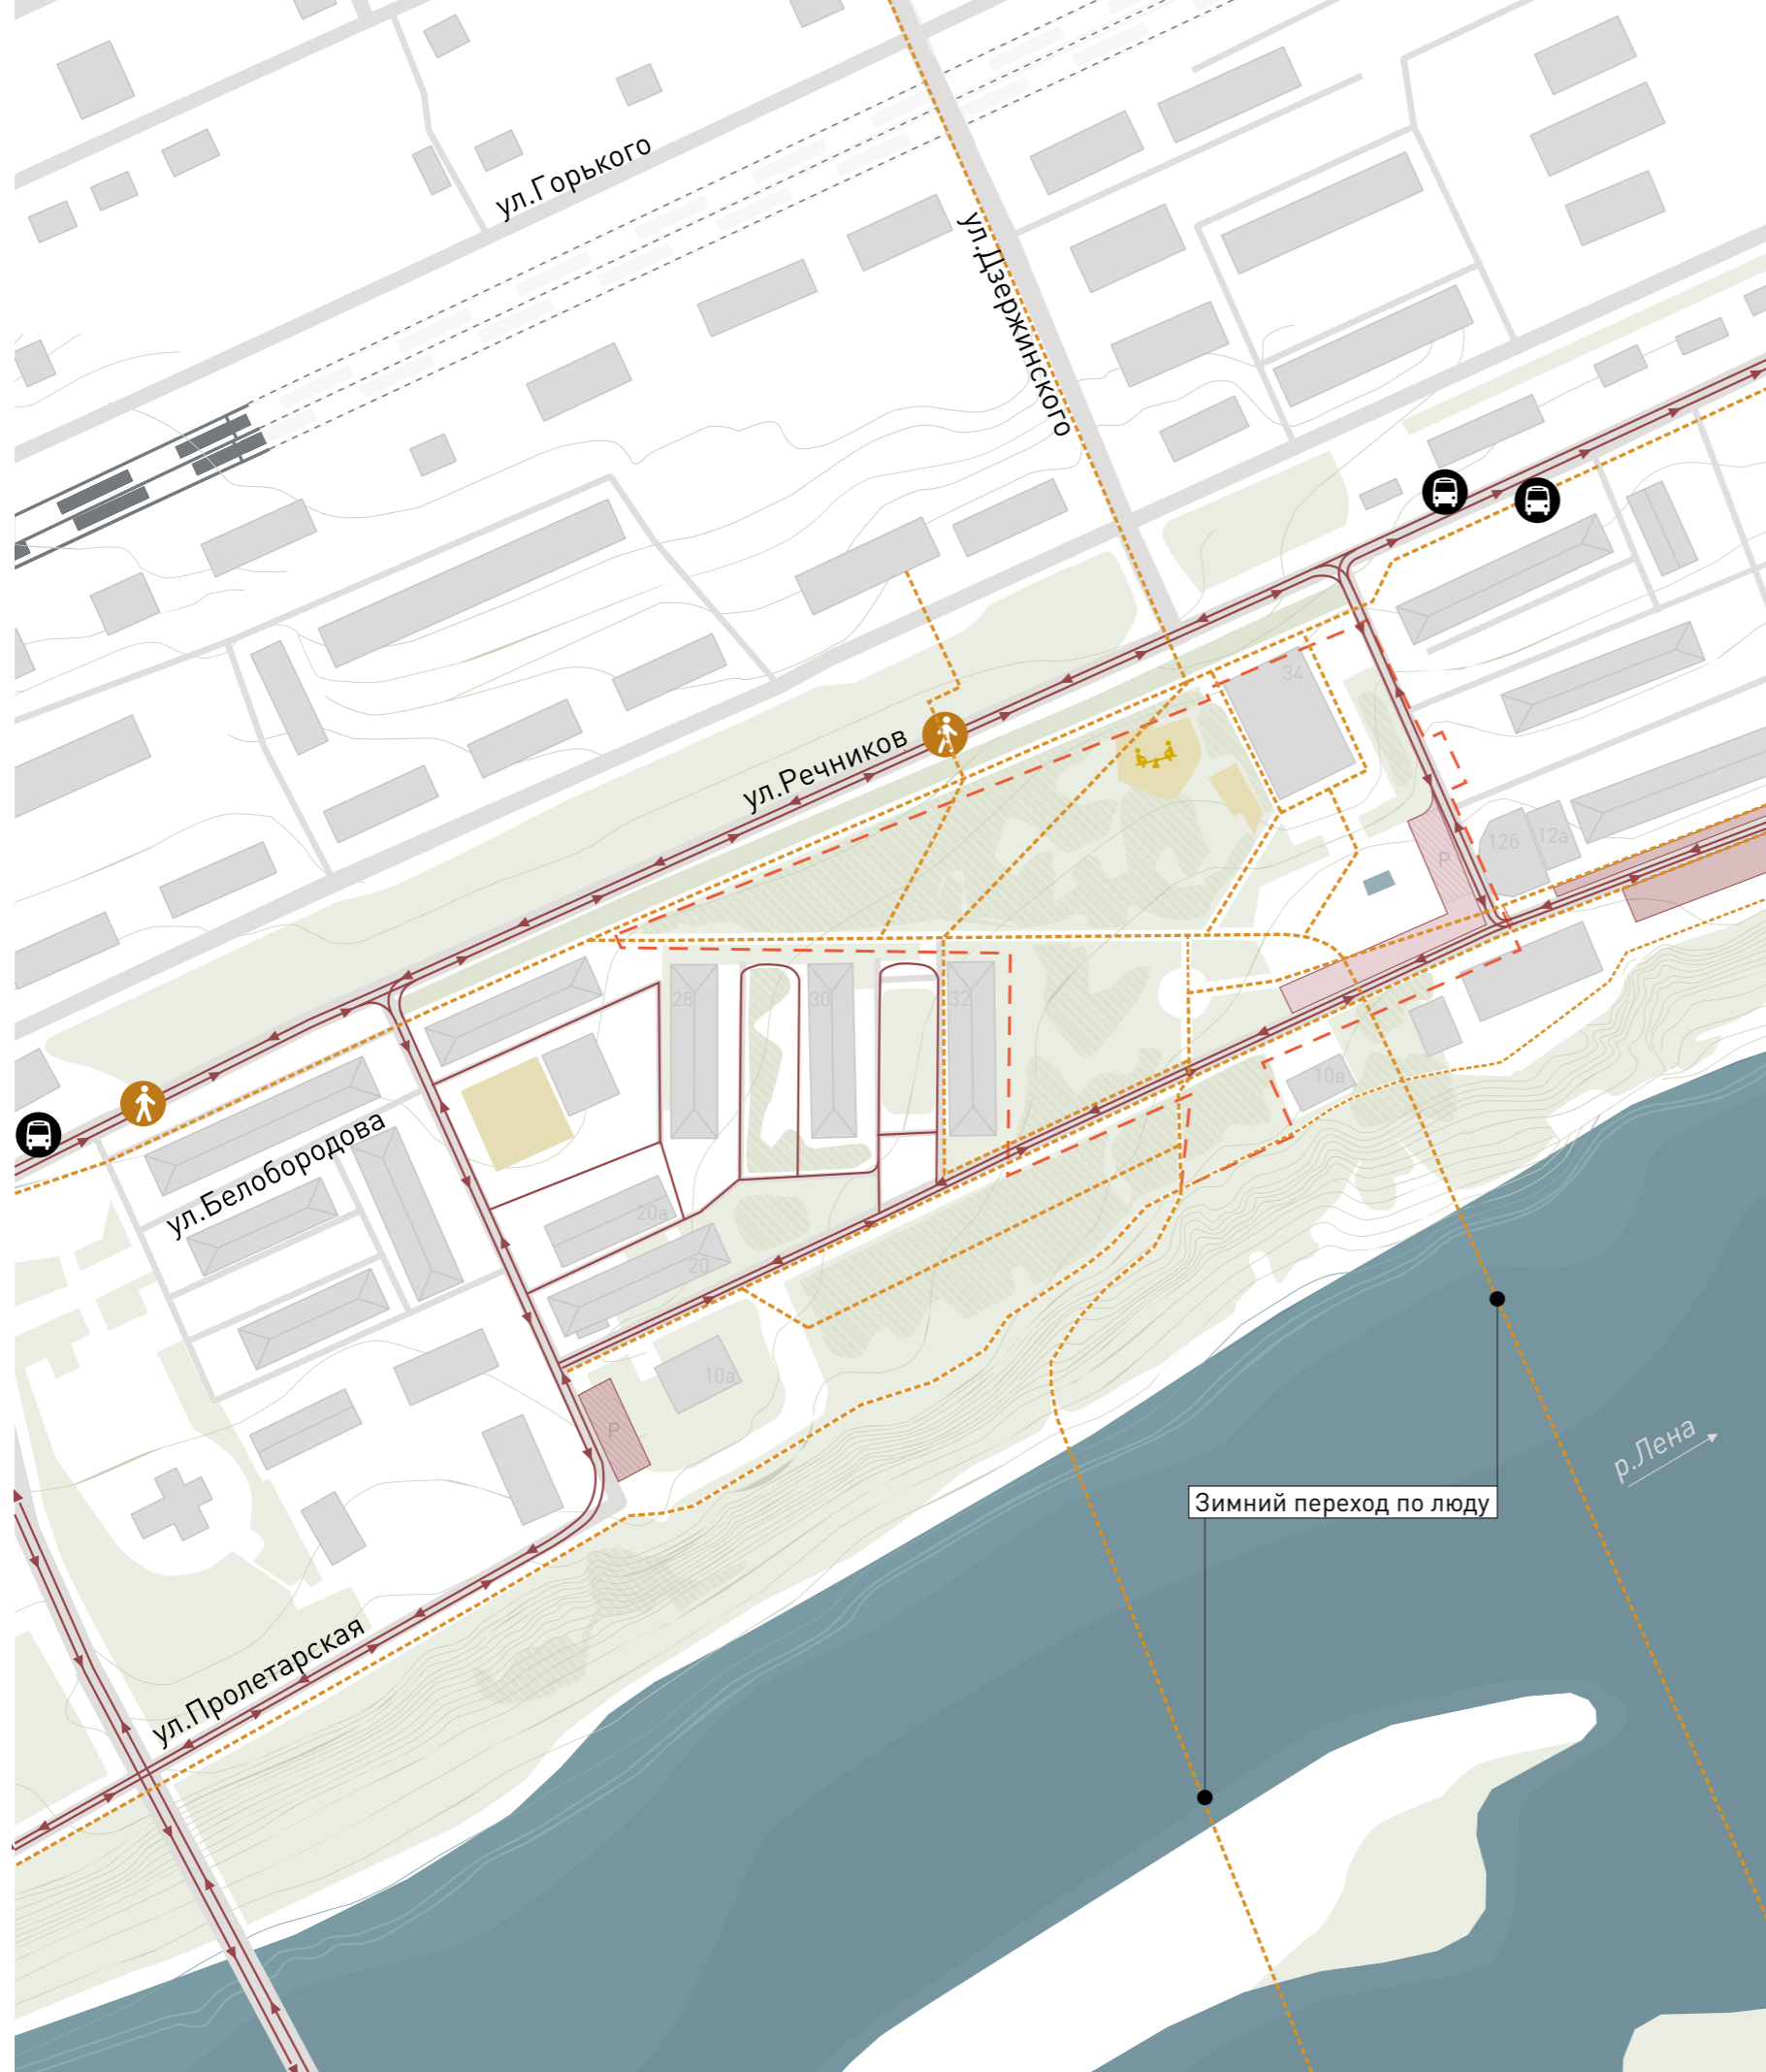 ул.Горького
ул.Дзержинского
34
ул.Речников
12б
12а
P
28
30
32
10в
ул.Белобородова
20а
20
10а
P
р.Лена
Зимний переход по люду
ул.Пролетарская